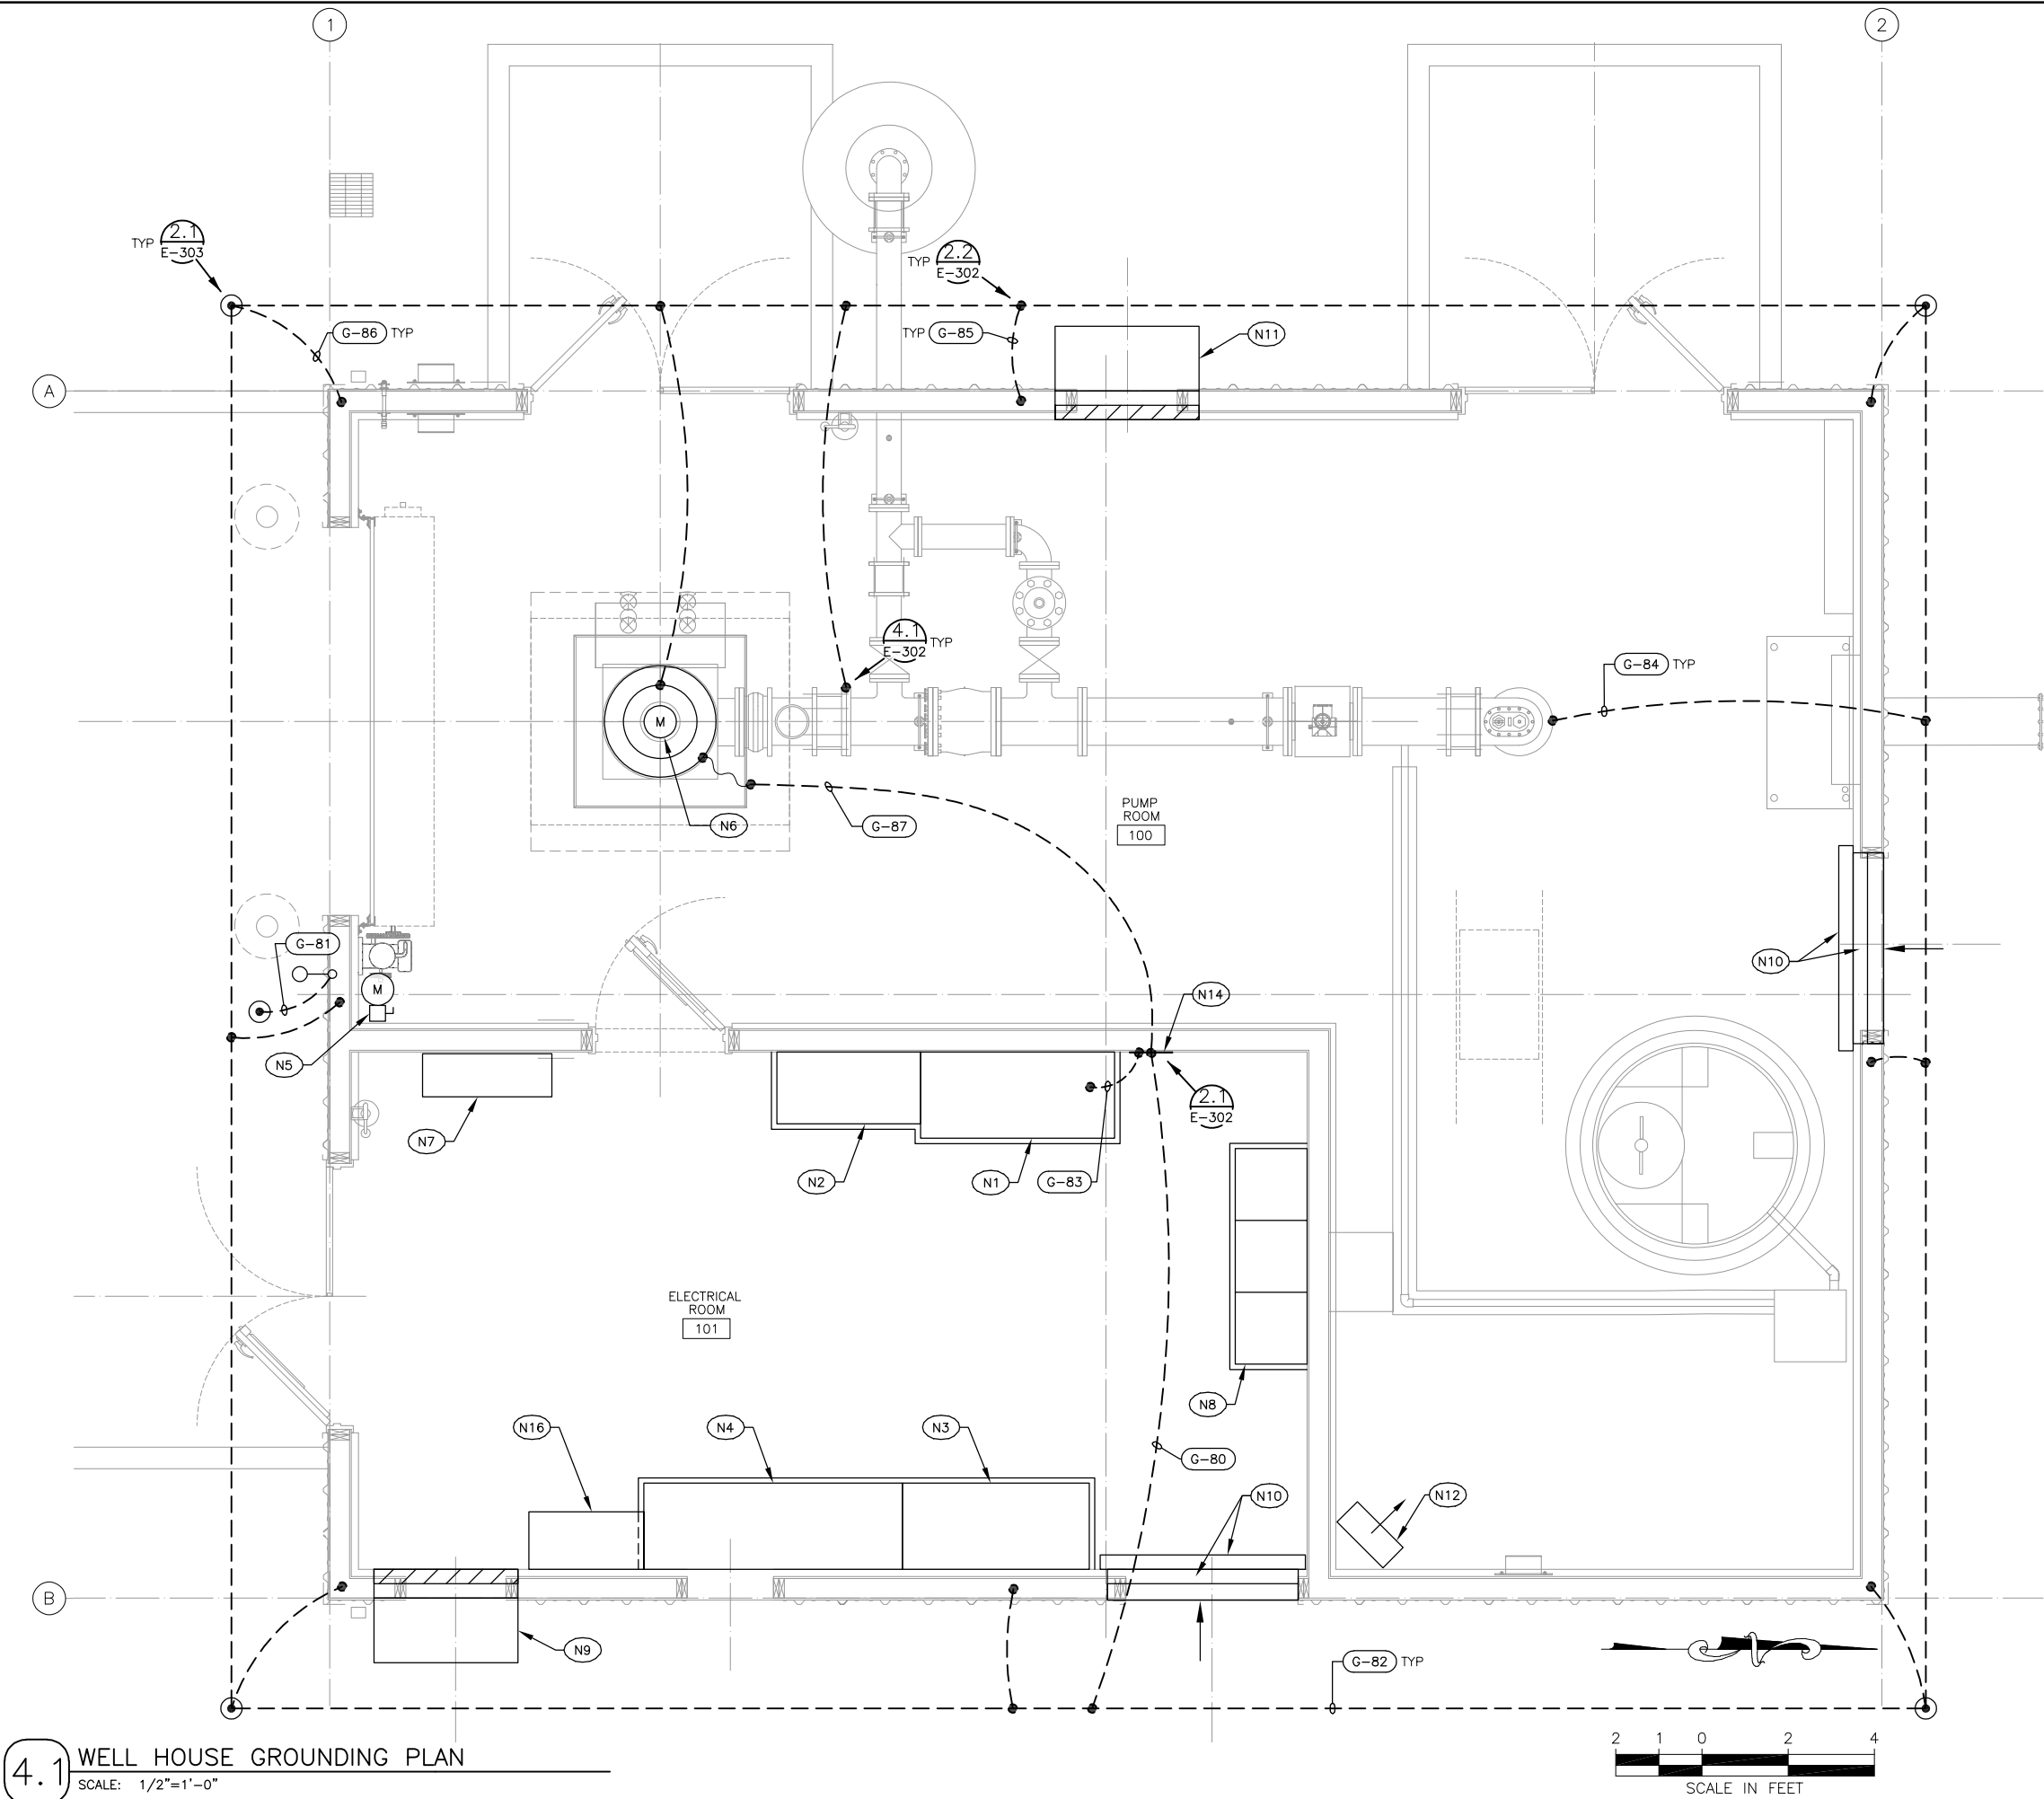 1
2
TYP 2.1
E-303
TYP 2.2
E-302
G-86 TYP
TYP G-85
N11
A
4.1 TYP
E-302
G-84 TYP
M
PUMP
ROOM
100
N6
G-87
G-81
N10
M
N14
N5
2.1
E-302
N7
N2
N1
G-83
ELECTRICAL
ROOM
101
N8
N16
N4
N3
G-80
N10
N12
B
N9
G-82 TYP
4.1 WELL HOUSE GROUNDING PLAN
SCALE: 1/2"=1'-0"
2 1 0 2 4
SCALE IN FEET